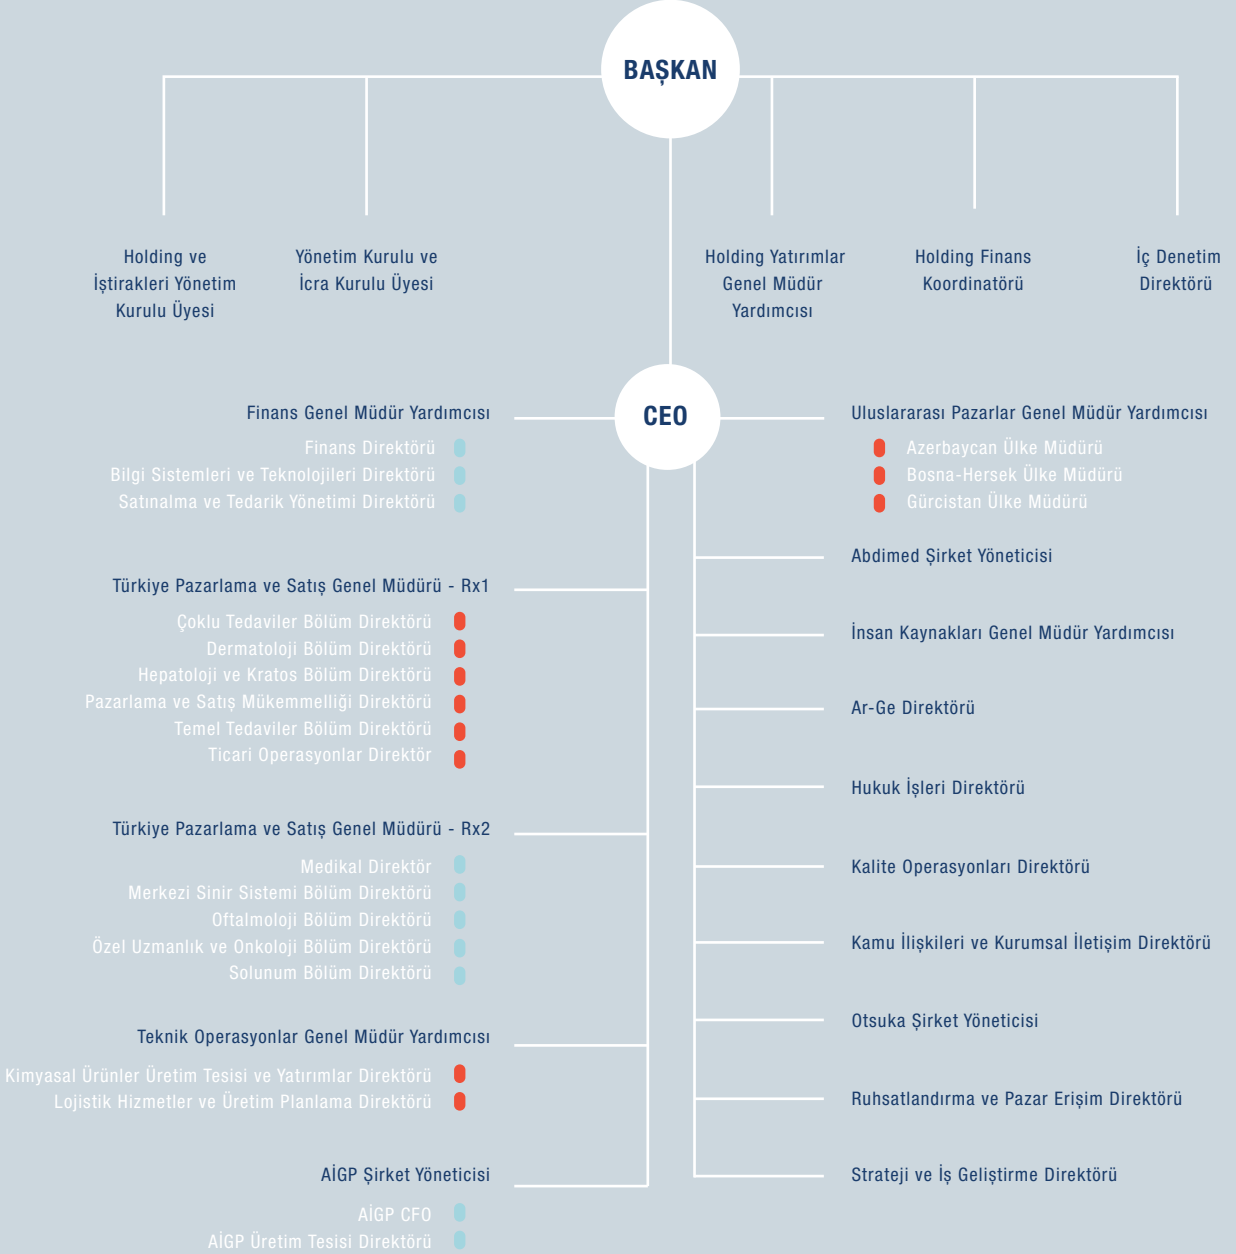 BAŞKAN
Holding ve
İştirakleri Yönetim
Kurulu Üyesi
Yönetim Kurulu ve
İcra Kurulu Üyesi
Holding Yatırımlar
Genel Müdür
Yardımcısı
Holding Finans
Koordinatörü
İç Denetim
Direktörü
CEO
Finans Genel Müdür Yardımcısı
Finans Direktörü
Bilgi Sistemleri ve Teknolojileri Direktörü
Satınalma ve Tedarik Yönetimi Direktörü
Türkiye Pazarlama ve Satış Genel Müdürü - Rx1
Çoklu Tedaviler Bölüm Direktörü
Dermatoloji Bölüm Direktörü
Hepatoloji ve Kratos Bölüm Direktörü
Pazarlama ve Satış Mükemmelliği Direktörü
Temel Tedaviler Bölüm Direktörü
Ticari Operasyonlar Direktör
Türkiye Pazarlama ve Satış Genel Müdürü - Rx2
Medikal Direktör
Merkezi Sinir Sistemi Bölüm Direktörü
Oftalmoloji Bölüm Direktörü
Özel Uzmanlık ve Onkoloji Bölüm Direktörü
Solunum Bölüm Direktörü
Teknik Operasyonlar Genel Müdür Yardımcısı
Kimyasal Ürünler Üretim Tesisi ve Yatırımlar Direktörü
Lojistik Hizmetler ve Üretim Planlama Direktörü
AİGP Şirket Yöneticisi
AİGP CFO
AİGP Üretim Tesisi Direktörü
Uluslararası Pazarlar Genel Müdür Yardımcısı
Azerbaycan Ülke Müdürü
Bosna-Hersek Ülke Müdürü
Gürcistan Ülke Müdürü
Abdimed Şirket Yöneticisi
İnsan Kaynakları Genel Müdür Yardımcısı
Ar-Ge Direktörü
Hukuk İşleri Direktörü
Kalite Operasyonları Direktörü
Kamu İlişkileri ve Kurumsal İletişim Direktörü
Otsuka Şirket Yöneticisi
Ruhsatlandırma ve Pazar Erişim Direktörü
Strateji ve İş Geliştirme Direktörü